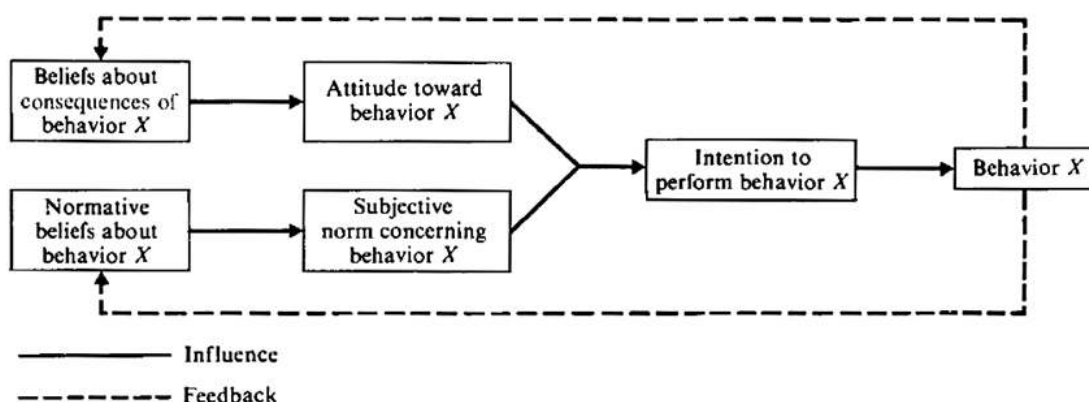 Beliefs about
consequences of
behavior X
Attitude toward
behavior X
Intention to
perform behavior X
Behavior X
Normative
beliefs about
behavior X
Subjective
norm concerning
behavior X
Influence
Feedback